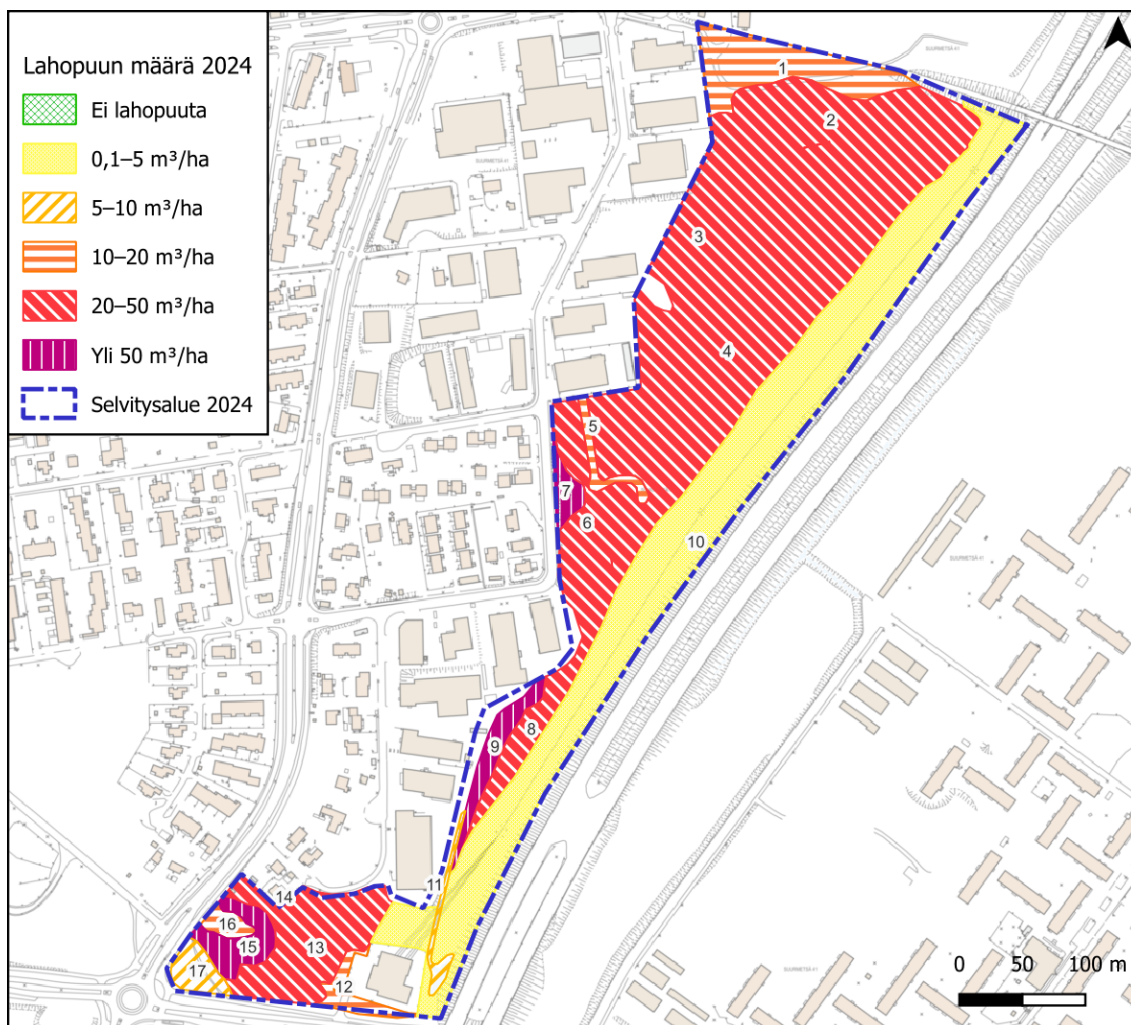 Lahopuun määrä 2024
Ei lahopuuta
0,1–5 m³/ha
5–10 m³/ha
10–20 m³/ha
20–50 m³/ha
Yli 50 m³/ha
Selvitysalue 2024
1
2
3
4
5
7
6
10
9
8
11
14
16
15
13
17
12
0 50 100 m